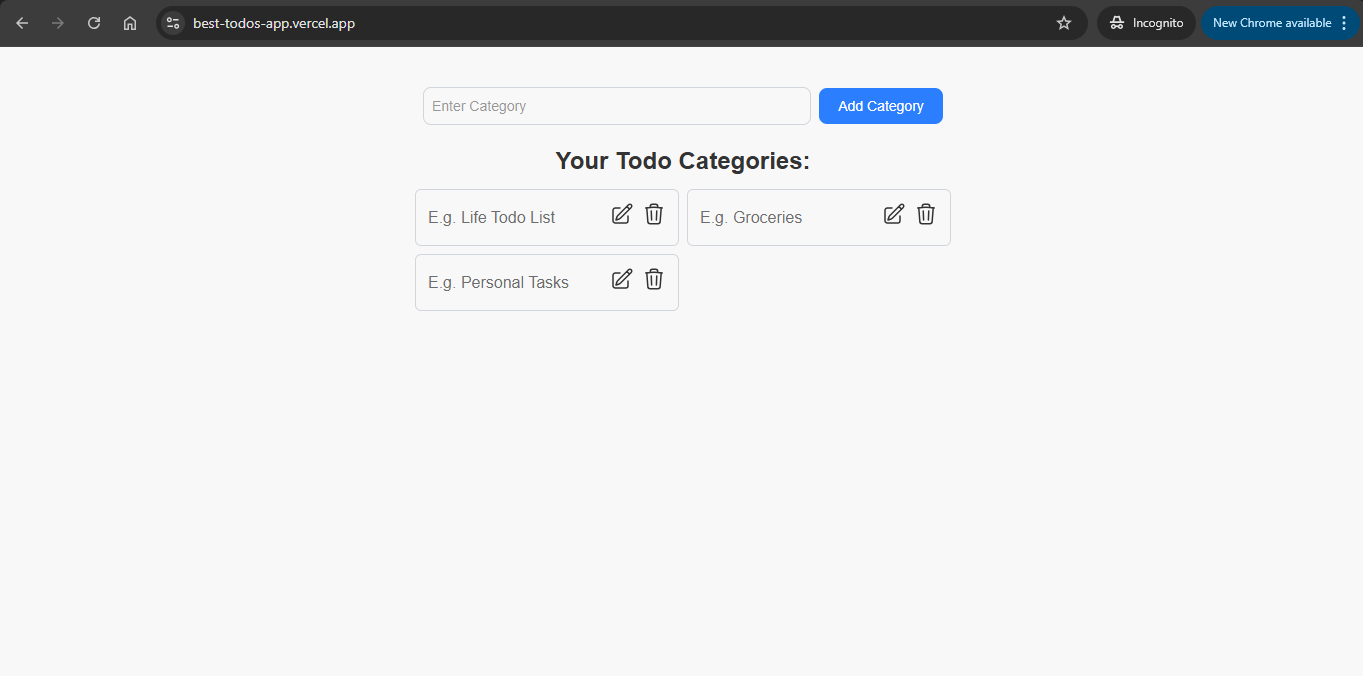 best-todos-app.vercel.app
Incognito
New Chrome available
Enter Category
Add Category
Your Todo Categories:
E.g. Life Todo List
E.g. Groceries
E.g. Personal Tasks